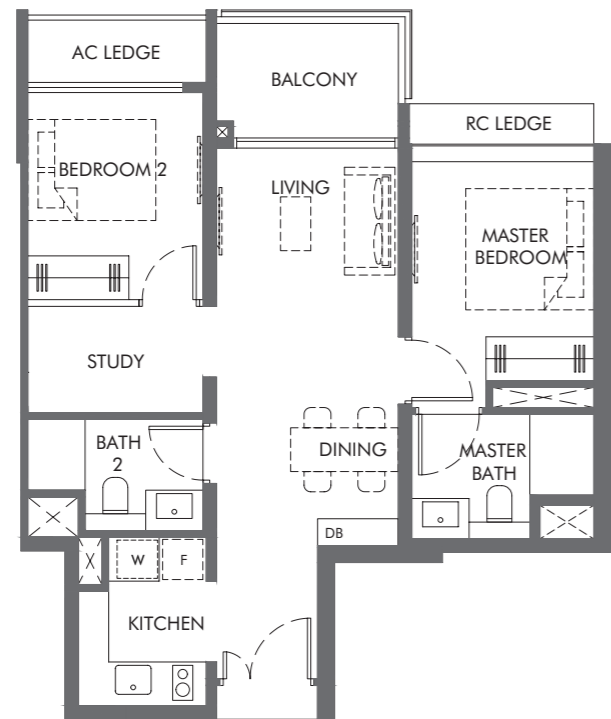 AC LEDGE
BALCONY
RC LEDGE
BEDROOM 2
LIVING
MASTER
BEDROOM
STUDY
BATH
2
DINING
MASTER
BATH
DB
W
F
KITCHEN